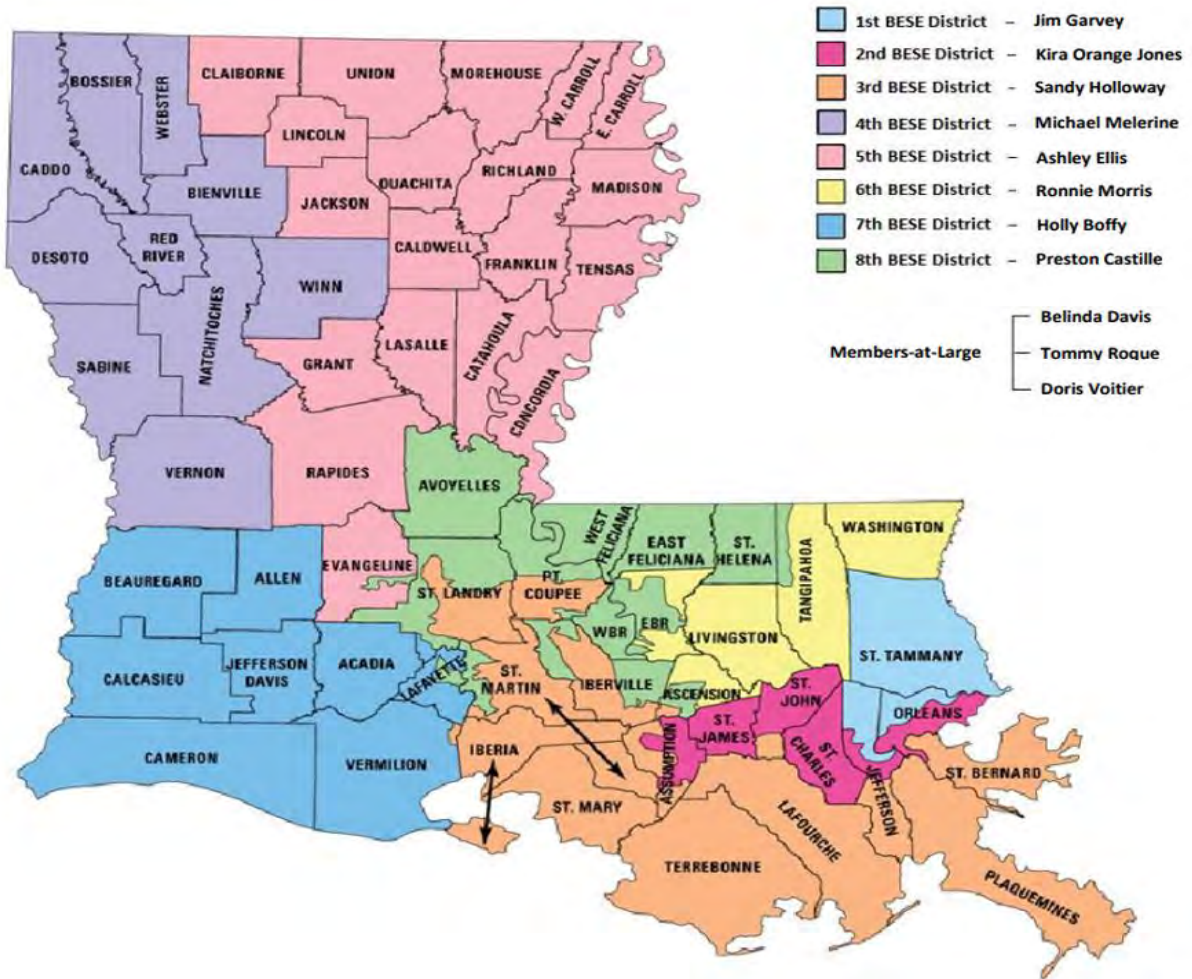 1st BESE District – Jim Garvey
2nd BESE District – Kira Orange Jones
3rd BESE District – Sandy Holloway
4th BESE District – Michael Melerine
5th BESE District – Ashley Ellis
6th BESE District – Ronnie Morris
7th BESE District – Holly Boffy
8th BESE District – Preston Castille
Members-at-Large
Belinda Davis
Tommy Roque
Doris Voitier
CADDO
BOSSIER
WEBSTER
CLAIBORNE
UNION
MOREHOUSE
W. CARROLL
E. CARROLL
LINCOLN
BIENVILLE
JACKSON
OUACHITA
RICHLAND
MADISON
DESOTO
RED
RIVER
CALDWELL
FRANKLIN
TENSAS
WINN
NATCHITOCHES
SABINE
GRANT
LASALLE
CATAHOULA
CONCORDIA
VERNON
RAPIDES
AVOYELLES
BEAUREGARD
ALLEN
EVANGELINE
ST. LANDRY
PT.
COUPEE
WEST
FELICIANA
EAST
FELICIANA
ST.
HELENA
TANGIPAHOA
WASHINGTON
CALCASIEU
JEFFERSON
DAVIS
ACADIA
LAFAYETTE
ST.
MARTIN
IBERVILLE
WBR
EBR
LIVINGSTON
ASCENSION
ST. TAMMANY
CAMERON
VERMILION
IBERIA
ST. MARY
ASSUMPTION
ST.
JAMES
ST.
JOHN
ST.
CHARLES
JEFFERSON
ORLEANS
ST. BERNARD
TERREBONNE
LAFOURCHE
PLAQUEMINES